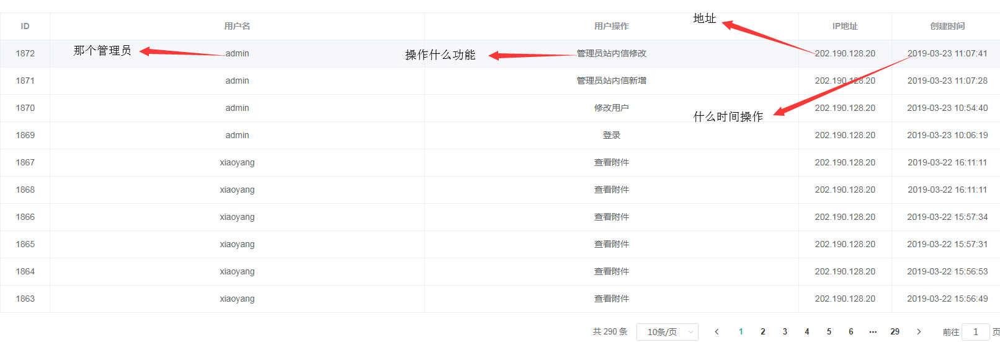 地址
ID 用户名 用户操作 IP地址 创建时间
那个管理员 操作什么功能
1872 admin 管理员站内信修改 202.190.128.20 2019-03-23 11:07:41
1871 admin 管理员站内信新增 202.190.128.20 2019-03-23 11:07:28
1870 admin 修改用户 202.190.128.20 2019-03-23 10:54:40
什么时间操作
1869 admin 登录 202.190.128.20 2019-03-23 10:06:19
1867 xiaoyang 查看附件 202.190.128.20 2019-03-22 16:11:11
1868 xiaoyang 查看附件 202.190.128.20 2019-03-22 16:11:11
1866 xiaoyang 查看附件 202.190.128.20 2019-03-22 15:57:34
1865 xiaoyang 查看附件 202.190.128.20 2019-03-22 15:57:31
1864 xiaoyang 查看附件 202.190.128.20 2019-03-22 15:56:53
1863 xiaoyang 查看附件 202.190.128.20 2019-03-22 15:56:49
共 290 条 10条/页 1 2 3 4 5 6 ··· 29 前往 1 页